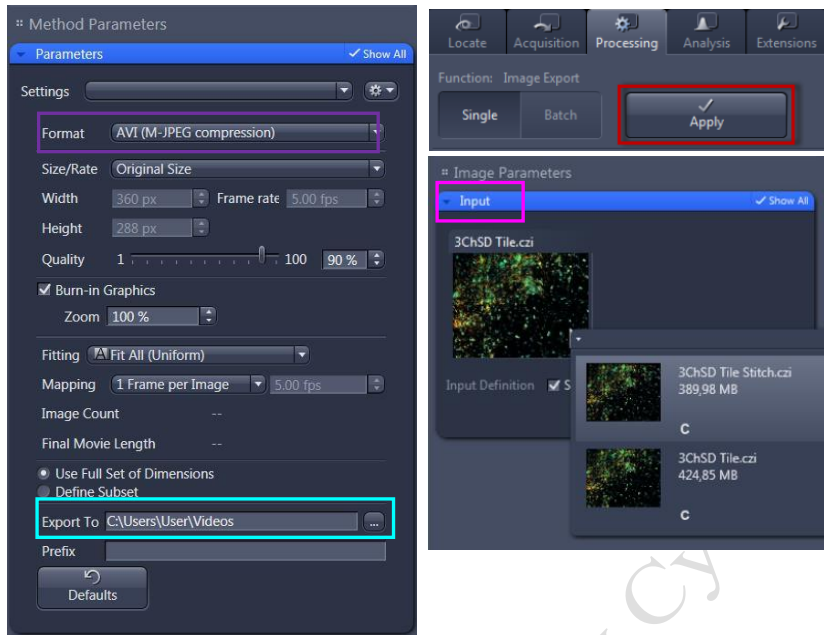 Method Parameters
Parameters
Show All
Settings
Format AVI (M-JPEG compression)
Size/Rate Original Size
Width 360 px Frame rate 5.00 fps
Height 288 px
Quality 1 100 90 %
Burn-in Graphics
Zoom 100 %
Fitting Fit All (Uniform)
Mapping 1 Frame per Image 5.00 fps
Image Count --
Final Movie Length --
Use Full Set of Dimensions
Define Subset
Export To C:\Users\User\Videos ...
Prefix
Defaults
Locate Acquisition Processing Analysis Extensions
Function: Image Export
Single Batch Apply
Image Parameters
Input Show All
3ChSD Tile.czi
Input Definition S
3ChSD Tile Stitch.czi
389,98 MB
C
3ChSD Tile.czi
424,85 MB
C
Cy